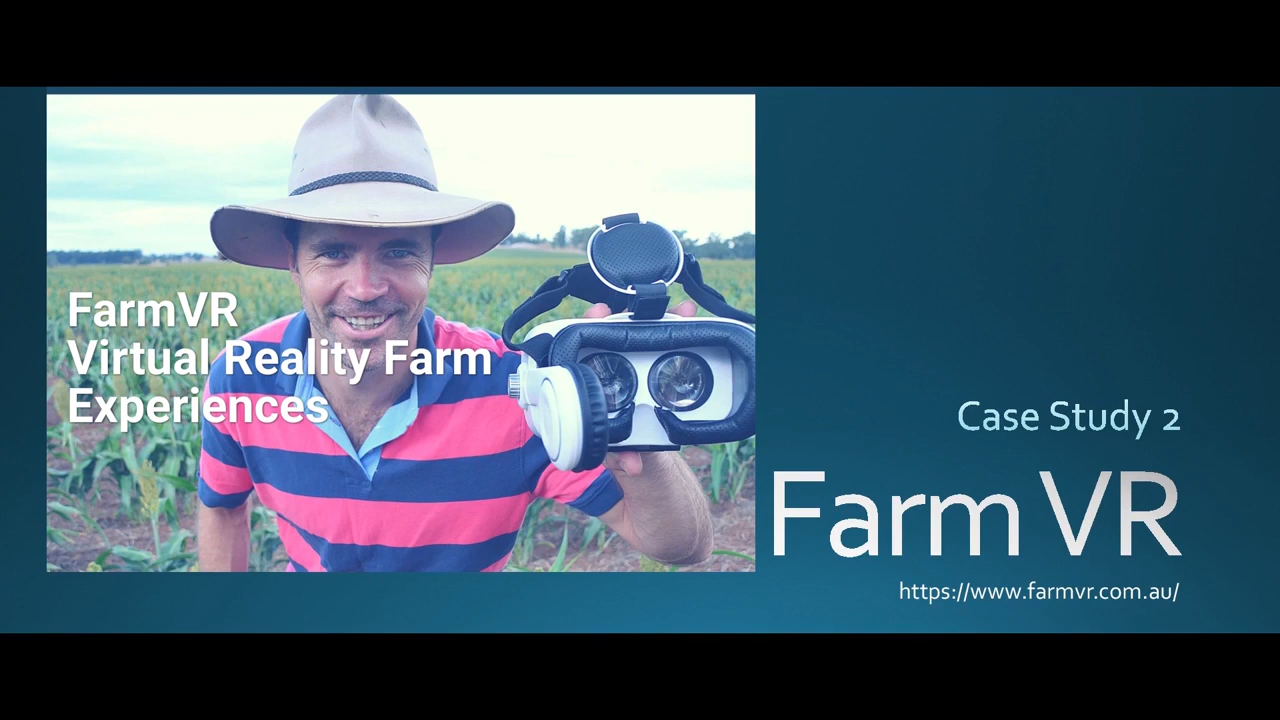 FarmVR
Virtual Reality Farm
Experiences
Case Study 2
Farm VR
https://www.farmvr.com.au/